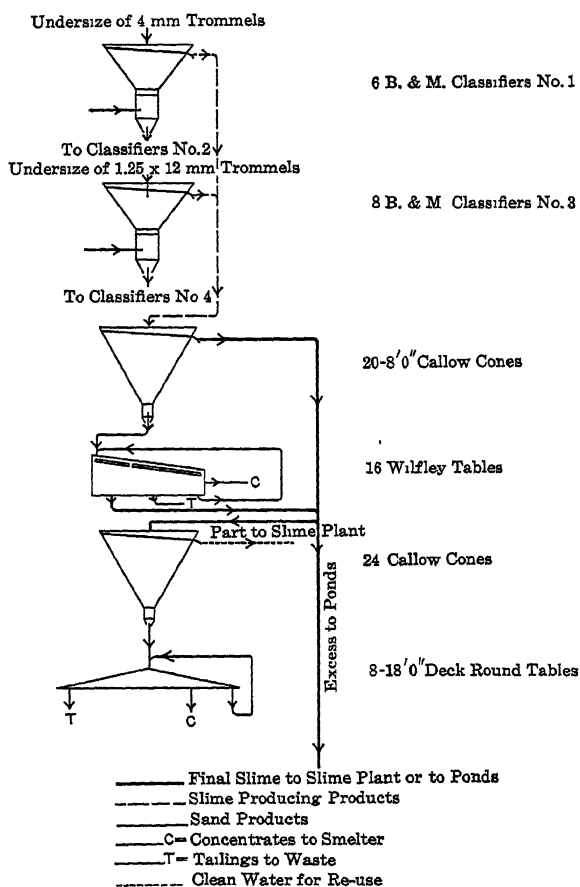 Undersize of 4 mm Trommels
6 B. & M. Classifiers No. 1
To Classifiers No. 2
Undersize of 1.25 x 12 mm Trommels
8 B. & M Classifiers No. 3
To Classifiers No 4
20-8'0" Callow Cones
16 Wilfley Tables
C
T
Part to Slime Plant
24 Callow Cones
Excess to Ponds
8-18'0" Deck Round Tables
T
C
Final Slime to Slime Plant or to Ponds
Slime Producing Products
Sand Products
C= Concentrates to Smelter
T= Tailings to Waste
Clean Water for Re-use